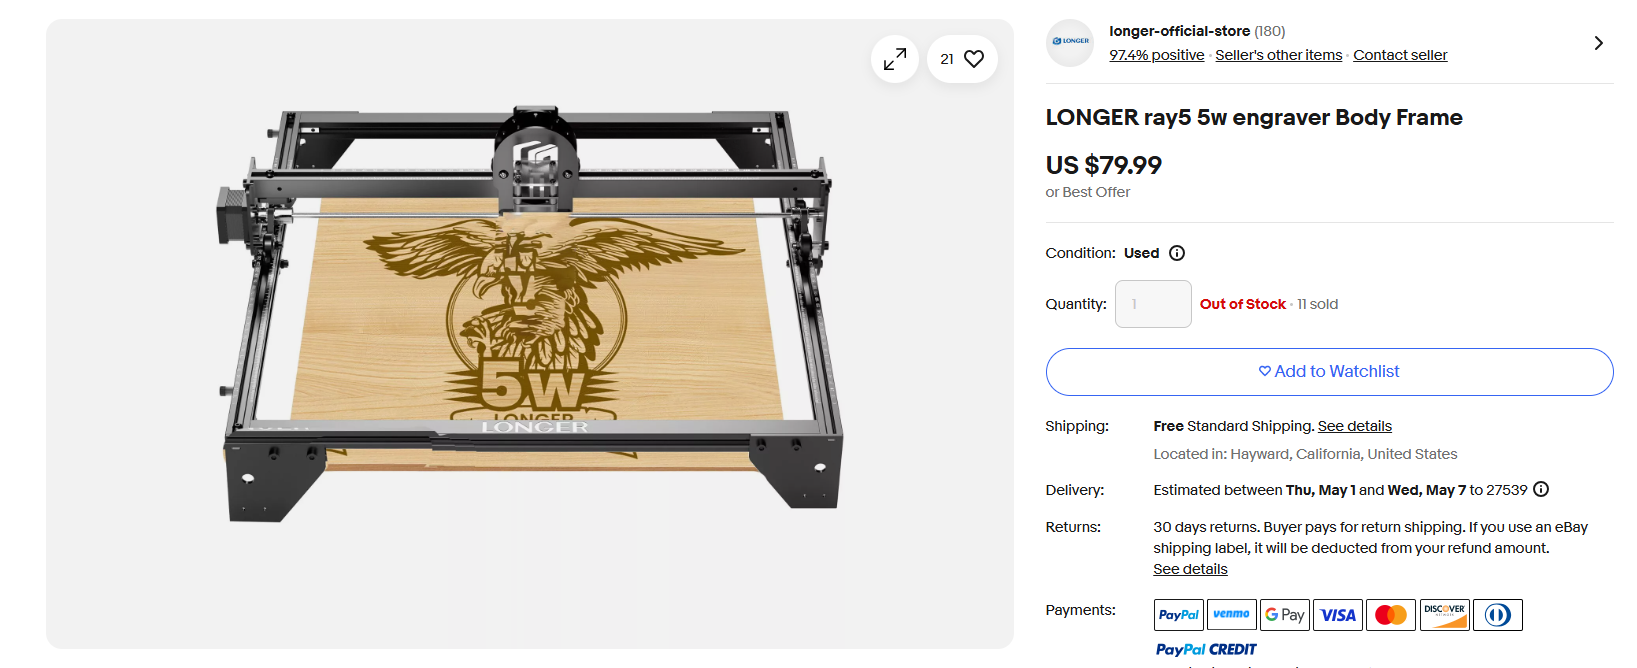 21
5W
LONGER
LONGER
LONGER
longer-official-store (180)
97.4% positive · Seller's other items · Contact seller
LONGER ray5 5w engraver Body Frame
US $79.99
or Best Offer
Condition: Used
Quantity: 1 Out of Stock · 11 sold
Add to Watchlist
Shipping: Free Standard Shipping. See details
Located in: Hayward, California, United States
Delivery: Estimated between Thu, May 1 and Wed, May 7 to 27539
Returns: 30 days returns. Buyer pays for return shipping. If you use an eBay
shipping label, it will be deducted from your refund amount.
See details
Payments: PayPal venmo G Pay VISA DISCOVER
PayPal CREDIT